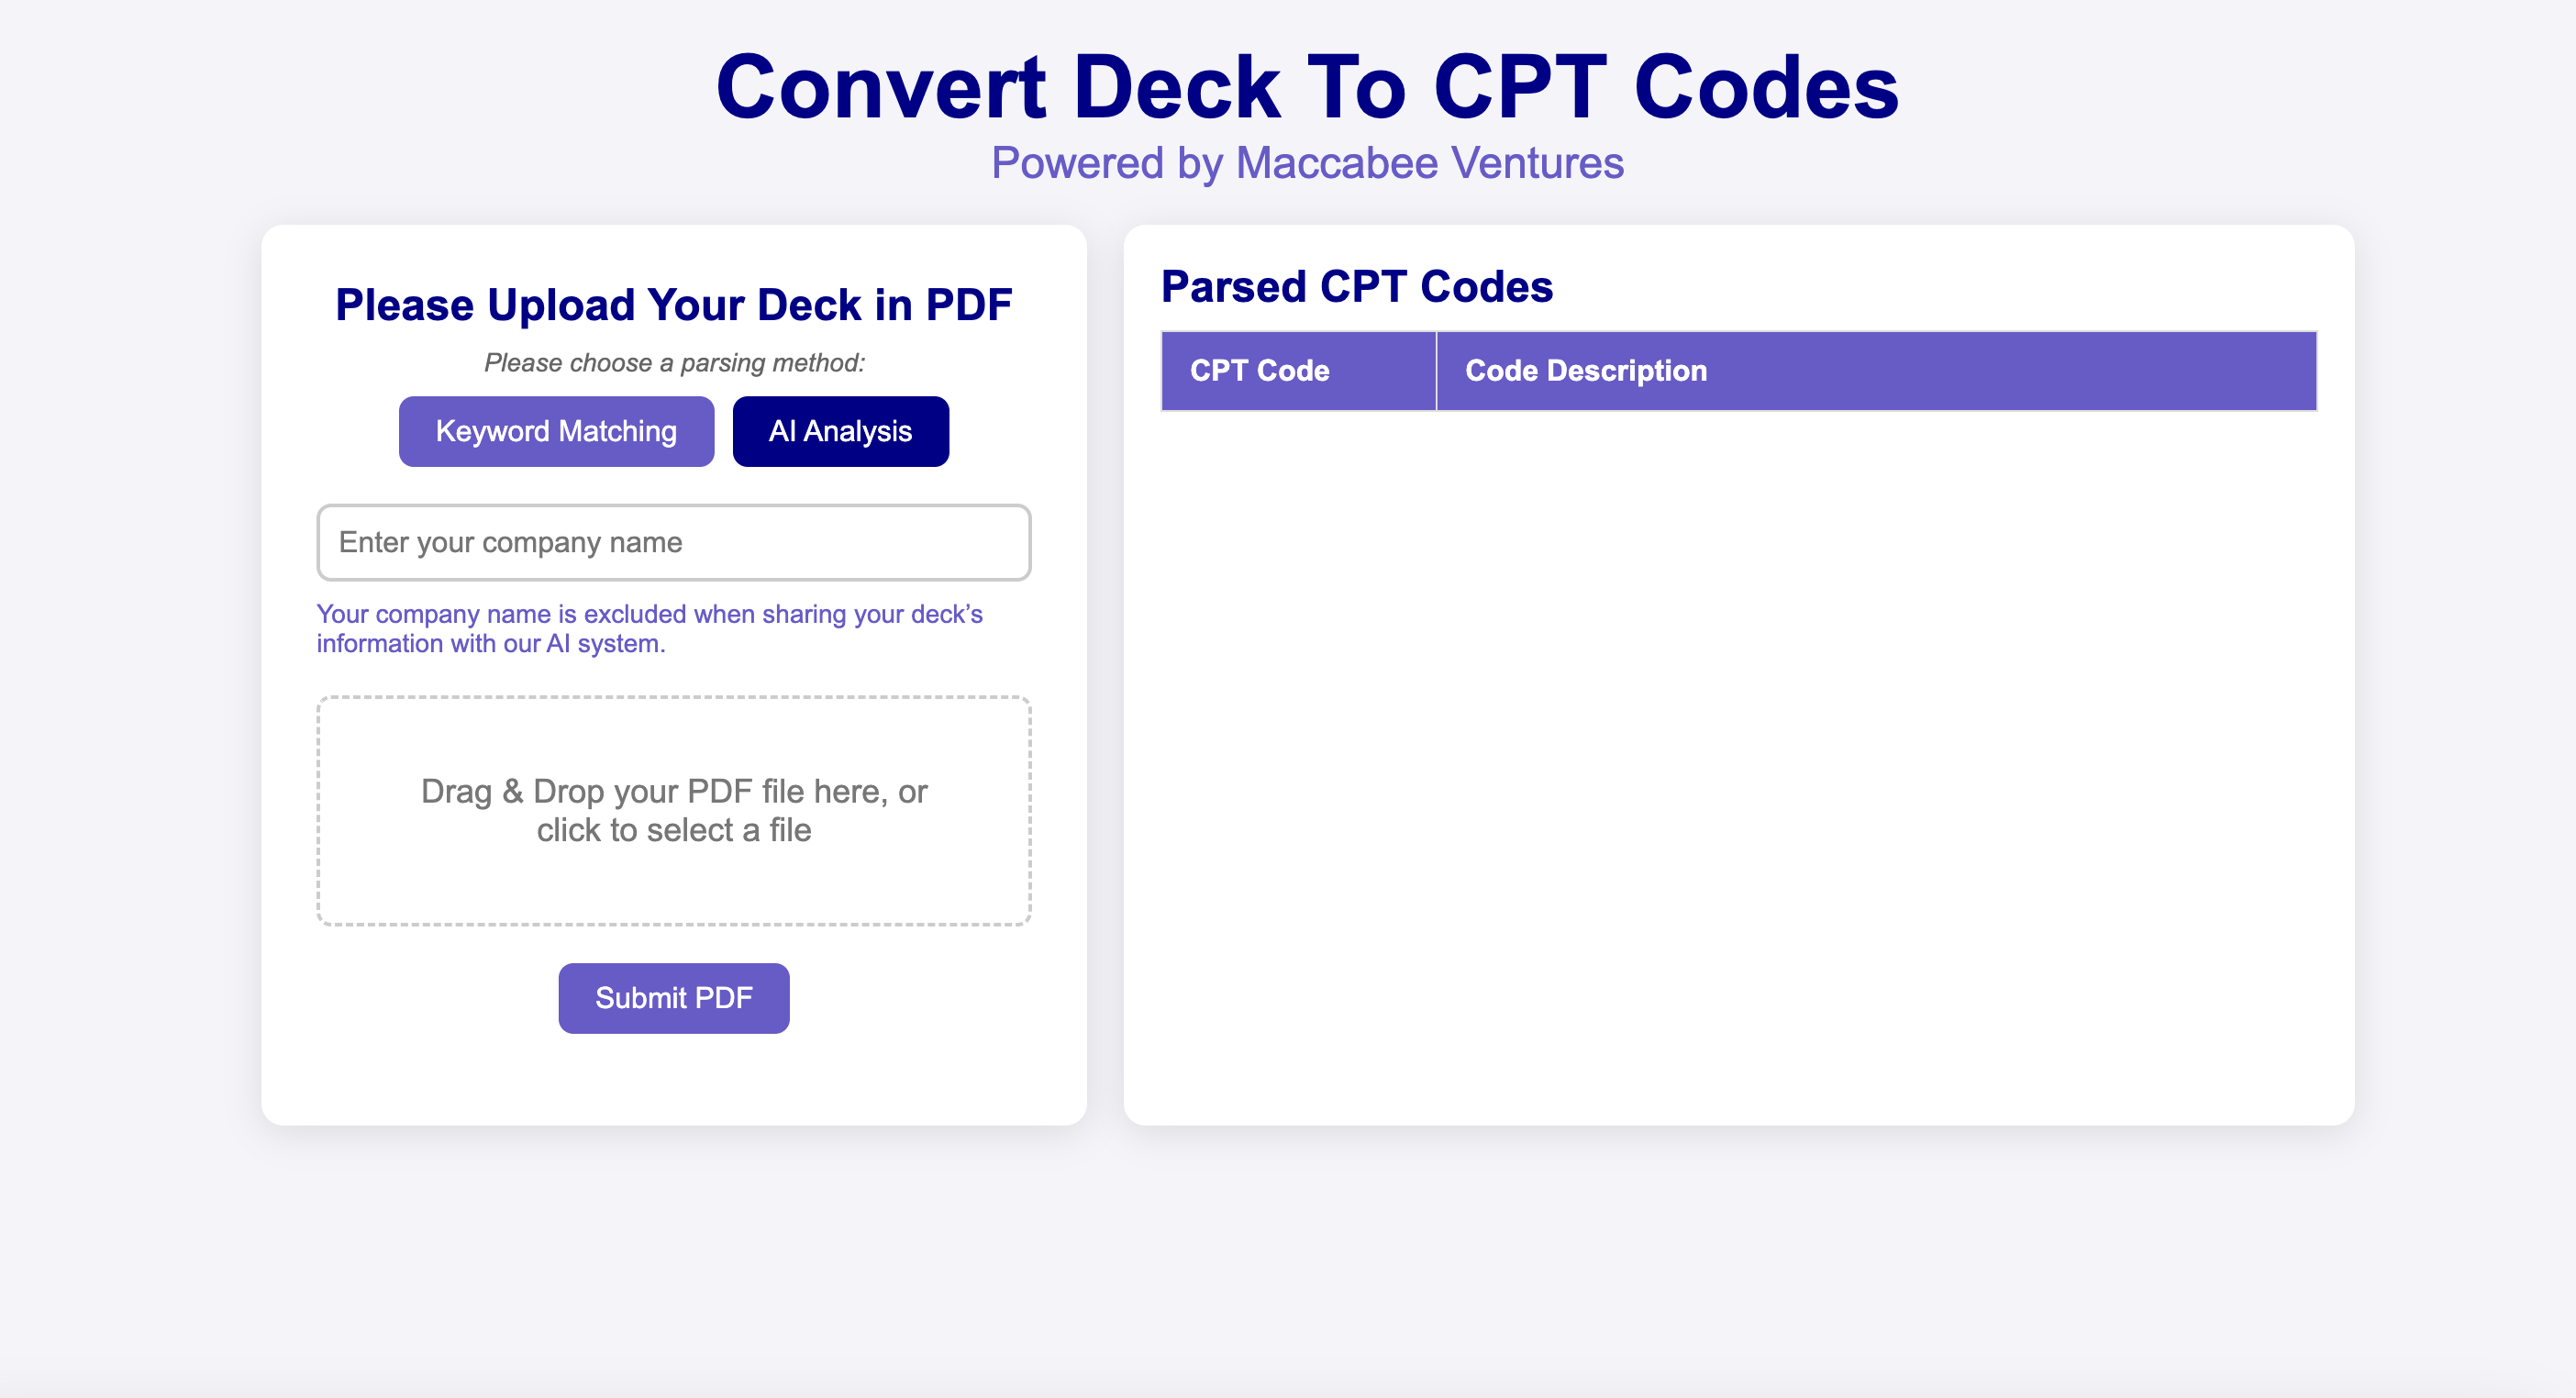 Convert Deck To CPT Codes
Powered by Maccabee Ventures
Please Upload Your Deck in PDF
Please choose a parsing method:
Keyword Matching
AI Analysis
Enter your company name
Your company name is excluded when sharing your deck’s
information with our AI system.
Drag & Drop your PDF file here, or
click to select a file
Submit PDF
Parsed CPT Codes
CPT Code
Code Description